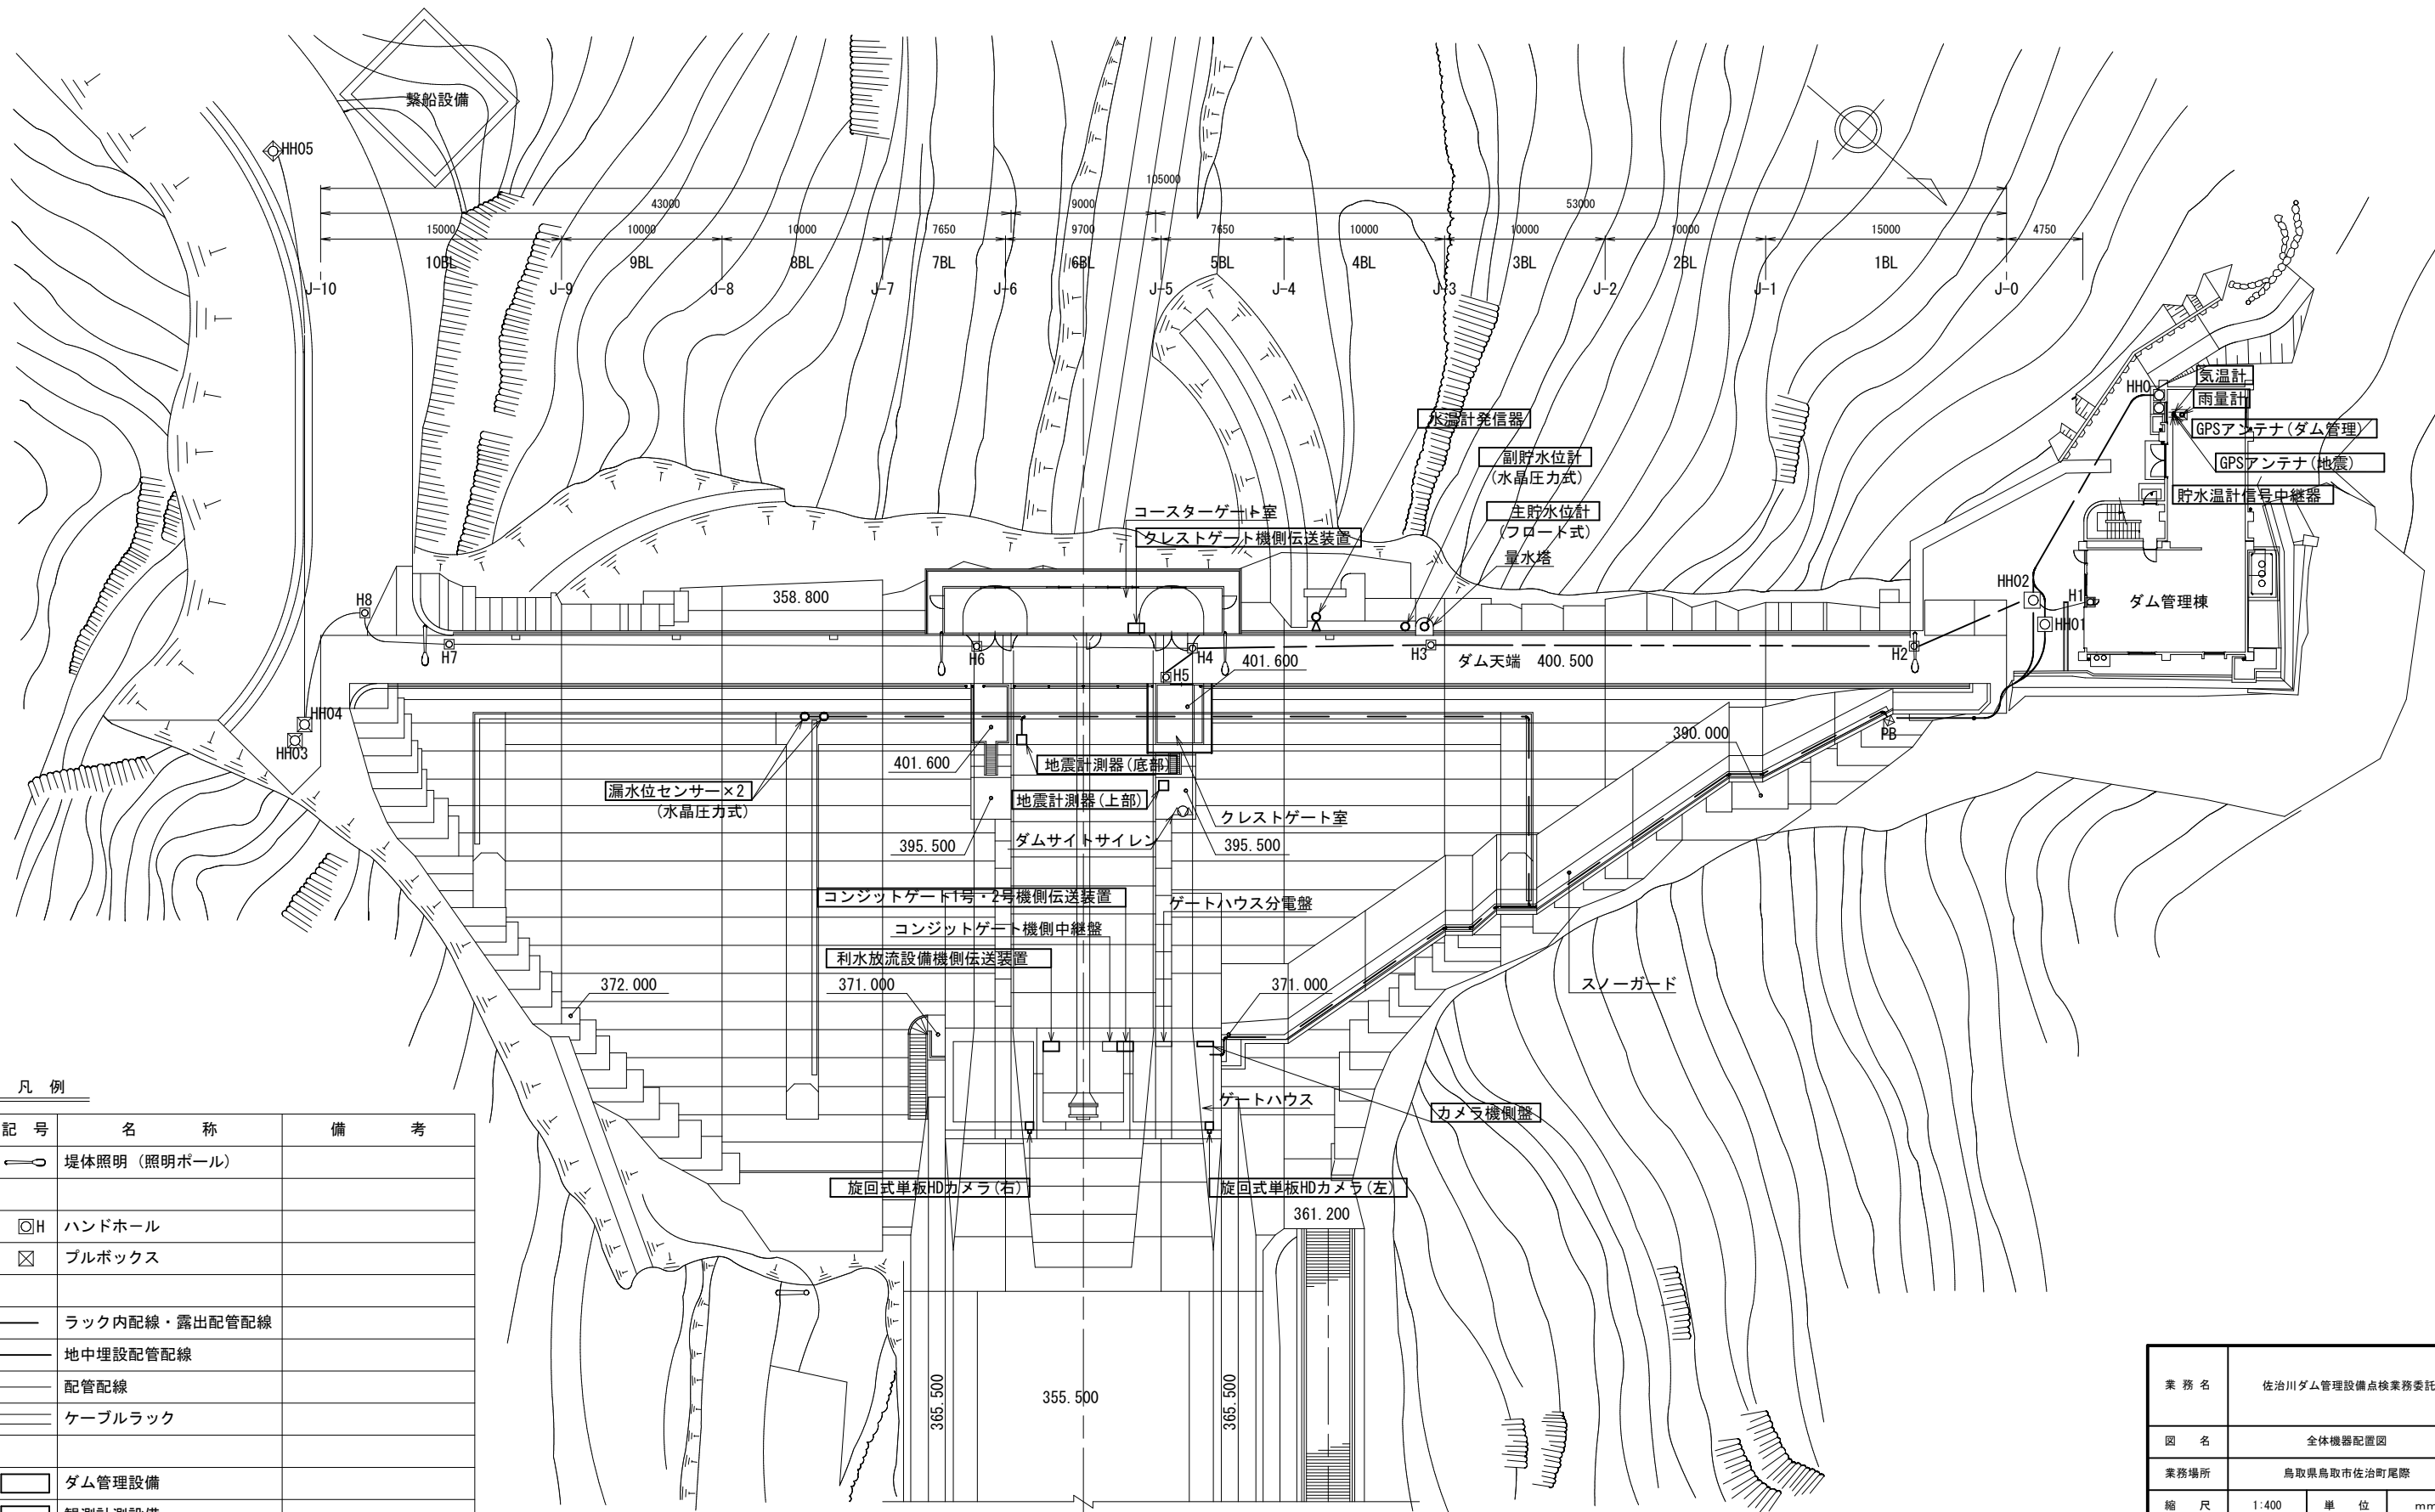 繋船設備
HH05
105000
43000
9000
53000
15000
10000
10000
7650
9700
7650
10000
10000
10000
15000
4750
10BL
9BL
8BL
7BL
6BL
5BL
4BL
3BL
2BL
1BL
J-10
J-9
J-8
J-7
J-6
J-5
J-4
J-3
J-2
J-1
J-0
HHO
気温計
雨量計
GPSアンテナ(ダム管理)
GPSアンテナ(地震)
貯水温計信号中継器
水温計発信器
副貯水位計
(水晶圧力式)
主貯水位計
(フロート式)
量水塔
コースターゲート室
クレストゲート機側伝送装置
358.800
HH02
H1
ダム管理棟
HH01
H8
H7
H6
H4
H3
H2
H5
401.600
ダム天端 400.500
HH04
HH03
PB
390.000
401.600
地震計測器(底部)
漏水位センサー×2
(水晶圧力式)
地震計測器(上部)
クレストゲート室
ダムサイトサイレン
395.500
395.500
コンジットゲート1号・2号機側伝送装置
ゲートハウス分電盤
コンジットゲート機側中継盤
利水放流設備機側伝送装置
372.000
371.000
371.000
スノーガード
ゲートハウス
カメラ機側盤
旋回式単板HDカメラ(右)
旋回式単板HDカメラ(左)
361.200
365.500
355.500
365.500
凡 例
記 号 名 称 備 考
堤体照明（照明ポール）
H ハンドホール
プルボックス
ラック内配線・露出配管配線
地中埋設配管配線
配管配線
ケーブルラック
ダム管理設備
観測計測設備
業 務 名 佐治川ダム管理設備点検業務委託
図 名 全体機器配置図
業務場所 鳥取県鳥取市佐治町尾際
縮 尺 1:400 単 位 mm